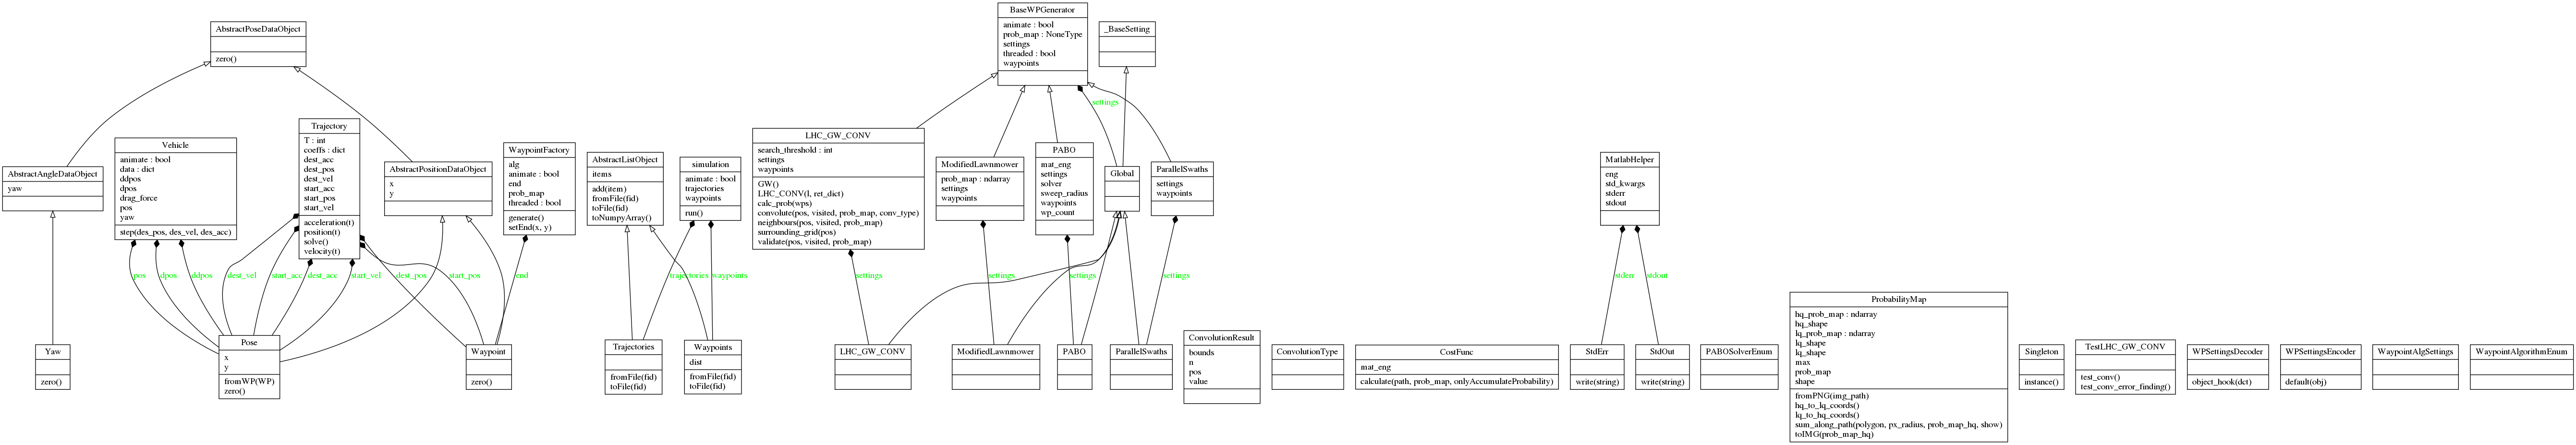 BaseWPGenerator
animate : bool
prob_map : NoneType
settings
threaded : bool
waypoints
AbstractPoseDataObject
zero()
_BaseSetting
settings
Trajectory
T : int
coeffs : dict
dest_acc
dest_pos
dest_vel
start_acc
start_pos
start_vel
acceleration(t)
position(t)
solve()
velocity(t)
Vehicle
animate : bool
data : dict
ddpos
dpos
drag_force
pos
yaw
step(des_pos, des_vel, des_acc)
AbstractAngleDataObject
yaw
AbstractPositionDataObject
x
y
WaypointFactory
alg
animate : bool
end
prob_map
threaded : bool
generate()
setEnd(x, y)
AbstractListObject
items
add(item)
fromFile(fid)
toFile(fid)
toNumpyArray()
simulation
animate : bool
trajectories
waypoints
run()
LHC_GW_CONV
search_threshold : int
settings
waypoints
GW()
LHC_CONV(l, ret_dict)
calc_prob(wps)
convolute(pos, visited, prob_map, conv_type)
neighbours(pos, visited, prob_map)
surrounding_grid(pos)
validate(pos, visited, prob_map)
ModifiedLawnmower
prob_map : ndarray
settings
waypoints
PABO
mat_eng
settings
solver
sweep_radius
waypoints
wp_count
Global
ParallelSwaths
settings
waypoints
MatlabHelper
eng
std_kwargs
stderr
stdout
pos
dpos
ddpos
dest_vel
start_acc
dest_acc
start_vel
dest_pos
start_pos
end
trajectories
waypoints
settings
settings
settings
settings
stderr
stdout
Yaw
zero()
Pose
x
y
fromWP(WP)
zero()
Waypoint
zero()
Trajectories
fromFile(fid)
toFile(fid)
Waypoints
dist
fromFile(fid)
toFile(fid)
LHC_GW_CONV
ModifiedLawnmower
PABO
ParallelSwaths
ConvolutionResult
bounds
n
pos
value
ConvolutionType
CostFunc
mat_eng
calculate(path, prob_map, onlyAccumulateProbability)
StdErr
write(string)
StdOut
write(string)
PABOSolverEnum
ProbabilityMap
hq_prob_map : ndarray
hq_shape
lq_prob_map : ndarray
lq_shape
lq_shape
max
prob_map
shape
fromPNG(img_path)
hq_to_lq_coords()
lq_to_hq_coords()
sum_along_path(polygon, px_radius, prob_map_hq, show)
toIMG(prob_map_hq)
Singleton
instance()
TestLHC_GW_CONV
test_conv()
test_conv_error_finding()
WPSettingsDecoder
object_hook(dct)
WPSettingsEncoder
default(obj)
WaypointAlgSettings
WaypointAlgorithmEnum